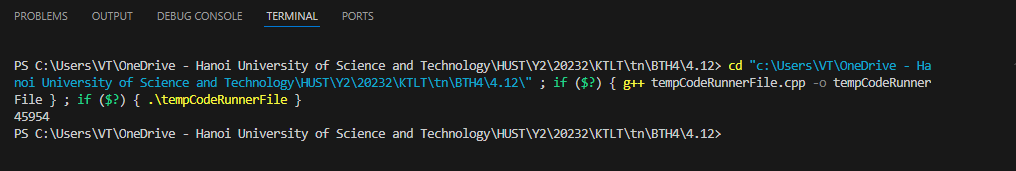 PROBLEMS OUTPUT DEBUG CONSOLE TERMINAL PORTS
PS C:\Users\VT\OneDrive - Hanoi University of Science and Technology\HUST\Y2\20232\KTLT\tn\BTH4\4.12> cd "c:\Users\VT\OneDrive - Ha
noi University of Science and Technology\HUST\Y2\20232\KTLT\tn\BTH4\4.12\" ; if ($?) { g++ tempCodeRunnerFile.cpp -o tempCodeRunner
File } ; if ($?) { .\tempCodeRunnerFile }
45954
PS C:\Users\VT\OneDrive - Hanoi University of Science and Technology\HUST\Y2\20232\KTLT\tn\BTH4\4.12>